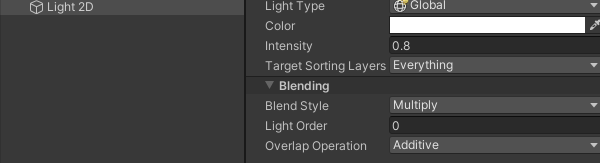 Light 2D
Light Type Global
Color
Intensity 0.8
Target Sorting Layers Everything
Blending
Blend Style Multiply
Light Order 0
Overlap Operation Additive